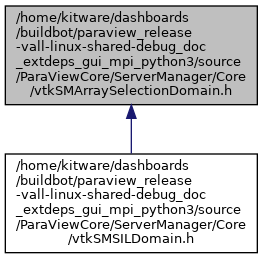 /home/kitware/dashboards
/buildbot/paraview_release
-vall-linux-shared-debug_doc
_extdeps_gui_mpi_python3/source
/ParaViewCore/ServerManager/Core
/vtkSMArraySelectionDomain.h
/home/kitware/dashboards
/buildbot/paraview_release
-vall-linux-shared-debug_doc
_extdeps_gui_mpi_python3/source
/ParaViewCore/ServerManager/Core
/vtkSMSILDomain.h